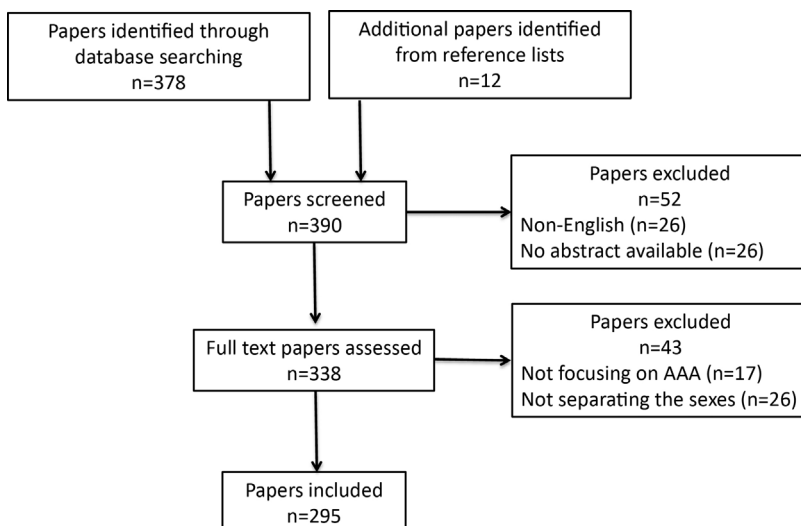 Papers identified through
database searching
n=378
Additional papers identified
from reference lists
n=12
Papers screened
n=390
Papers excluded
n=52
Non-English (n=26)
No abstract available (n=26)
Full text papers assessed
n=338
Papers excluded
n=43
Not focusing on AAA (n=17)
Not separating the sexes (n=26)
Papers included
n=295